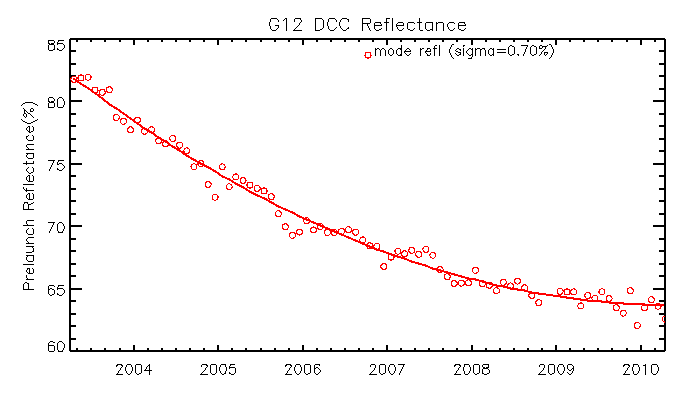 G12 DCC Reflectance
mode refl (sigma=0.70%)
Prelaunch Reflectance(%)
85
80
75
70
65
60
2004 2005 2006 2007 2008 2009 2010